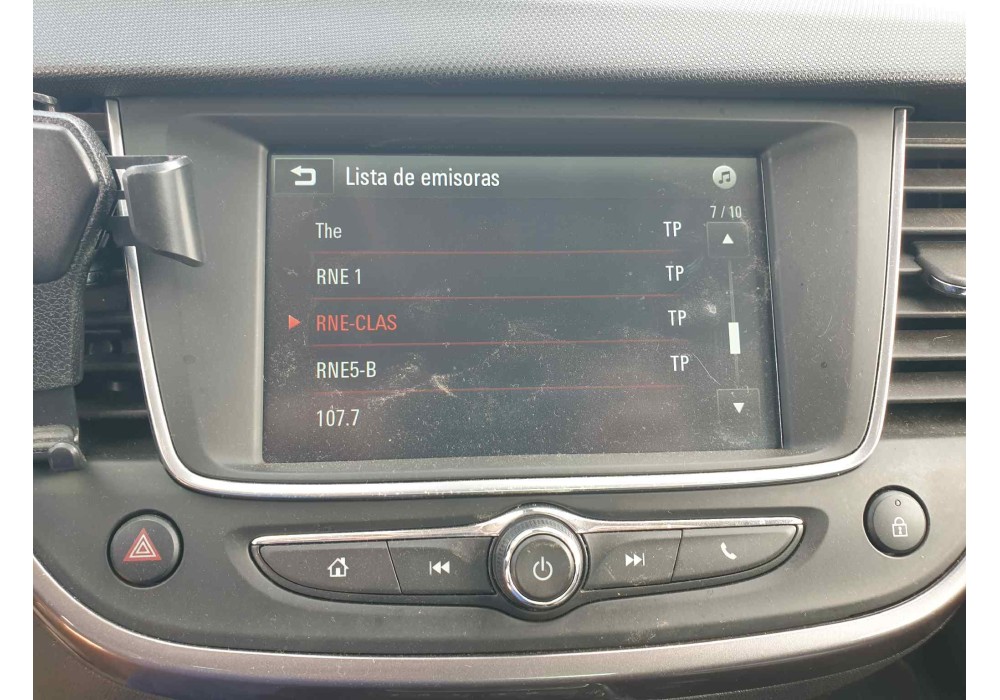 Lista de emisoras
7/10
The TP
RNE 1 TP
RNE-CLAS TP
RNE5-B TP
107.7